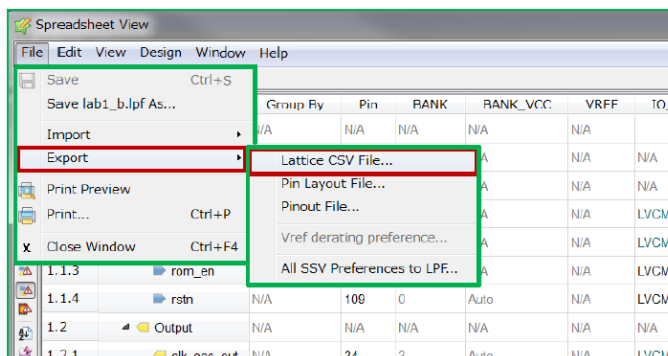 Spreadsheet View
File Edit View Design Window Help
Save Ctrl+S
Save lab1_b.lpf As...
Import
Export
Print Preview
Print... Ctrl+P
x Close Window Ctrl+F4
Lattice CSV File...
Pin Layout File...
Pinout File...
Vref derating preference...
All SSV Preferences to LPF...
Group By Pin BANK BANK_VCC VREF IO_
N/A N/A N/A N/A N/A
N/A N/A
N/A N/A
N/A LVCM
N/A LVCM
1.1.3 rom_en N/A LVCM
1.1.4 rstn N/A 109 0 Auto N/A LVCM
1.2 Output N/A N/A N/A N/A N/A N/A